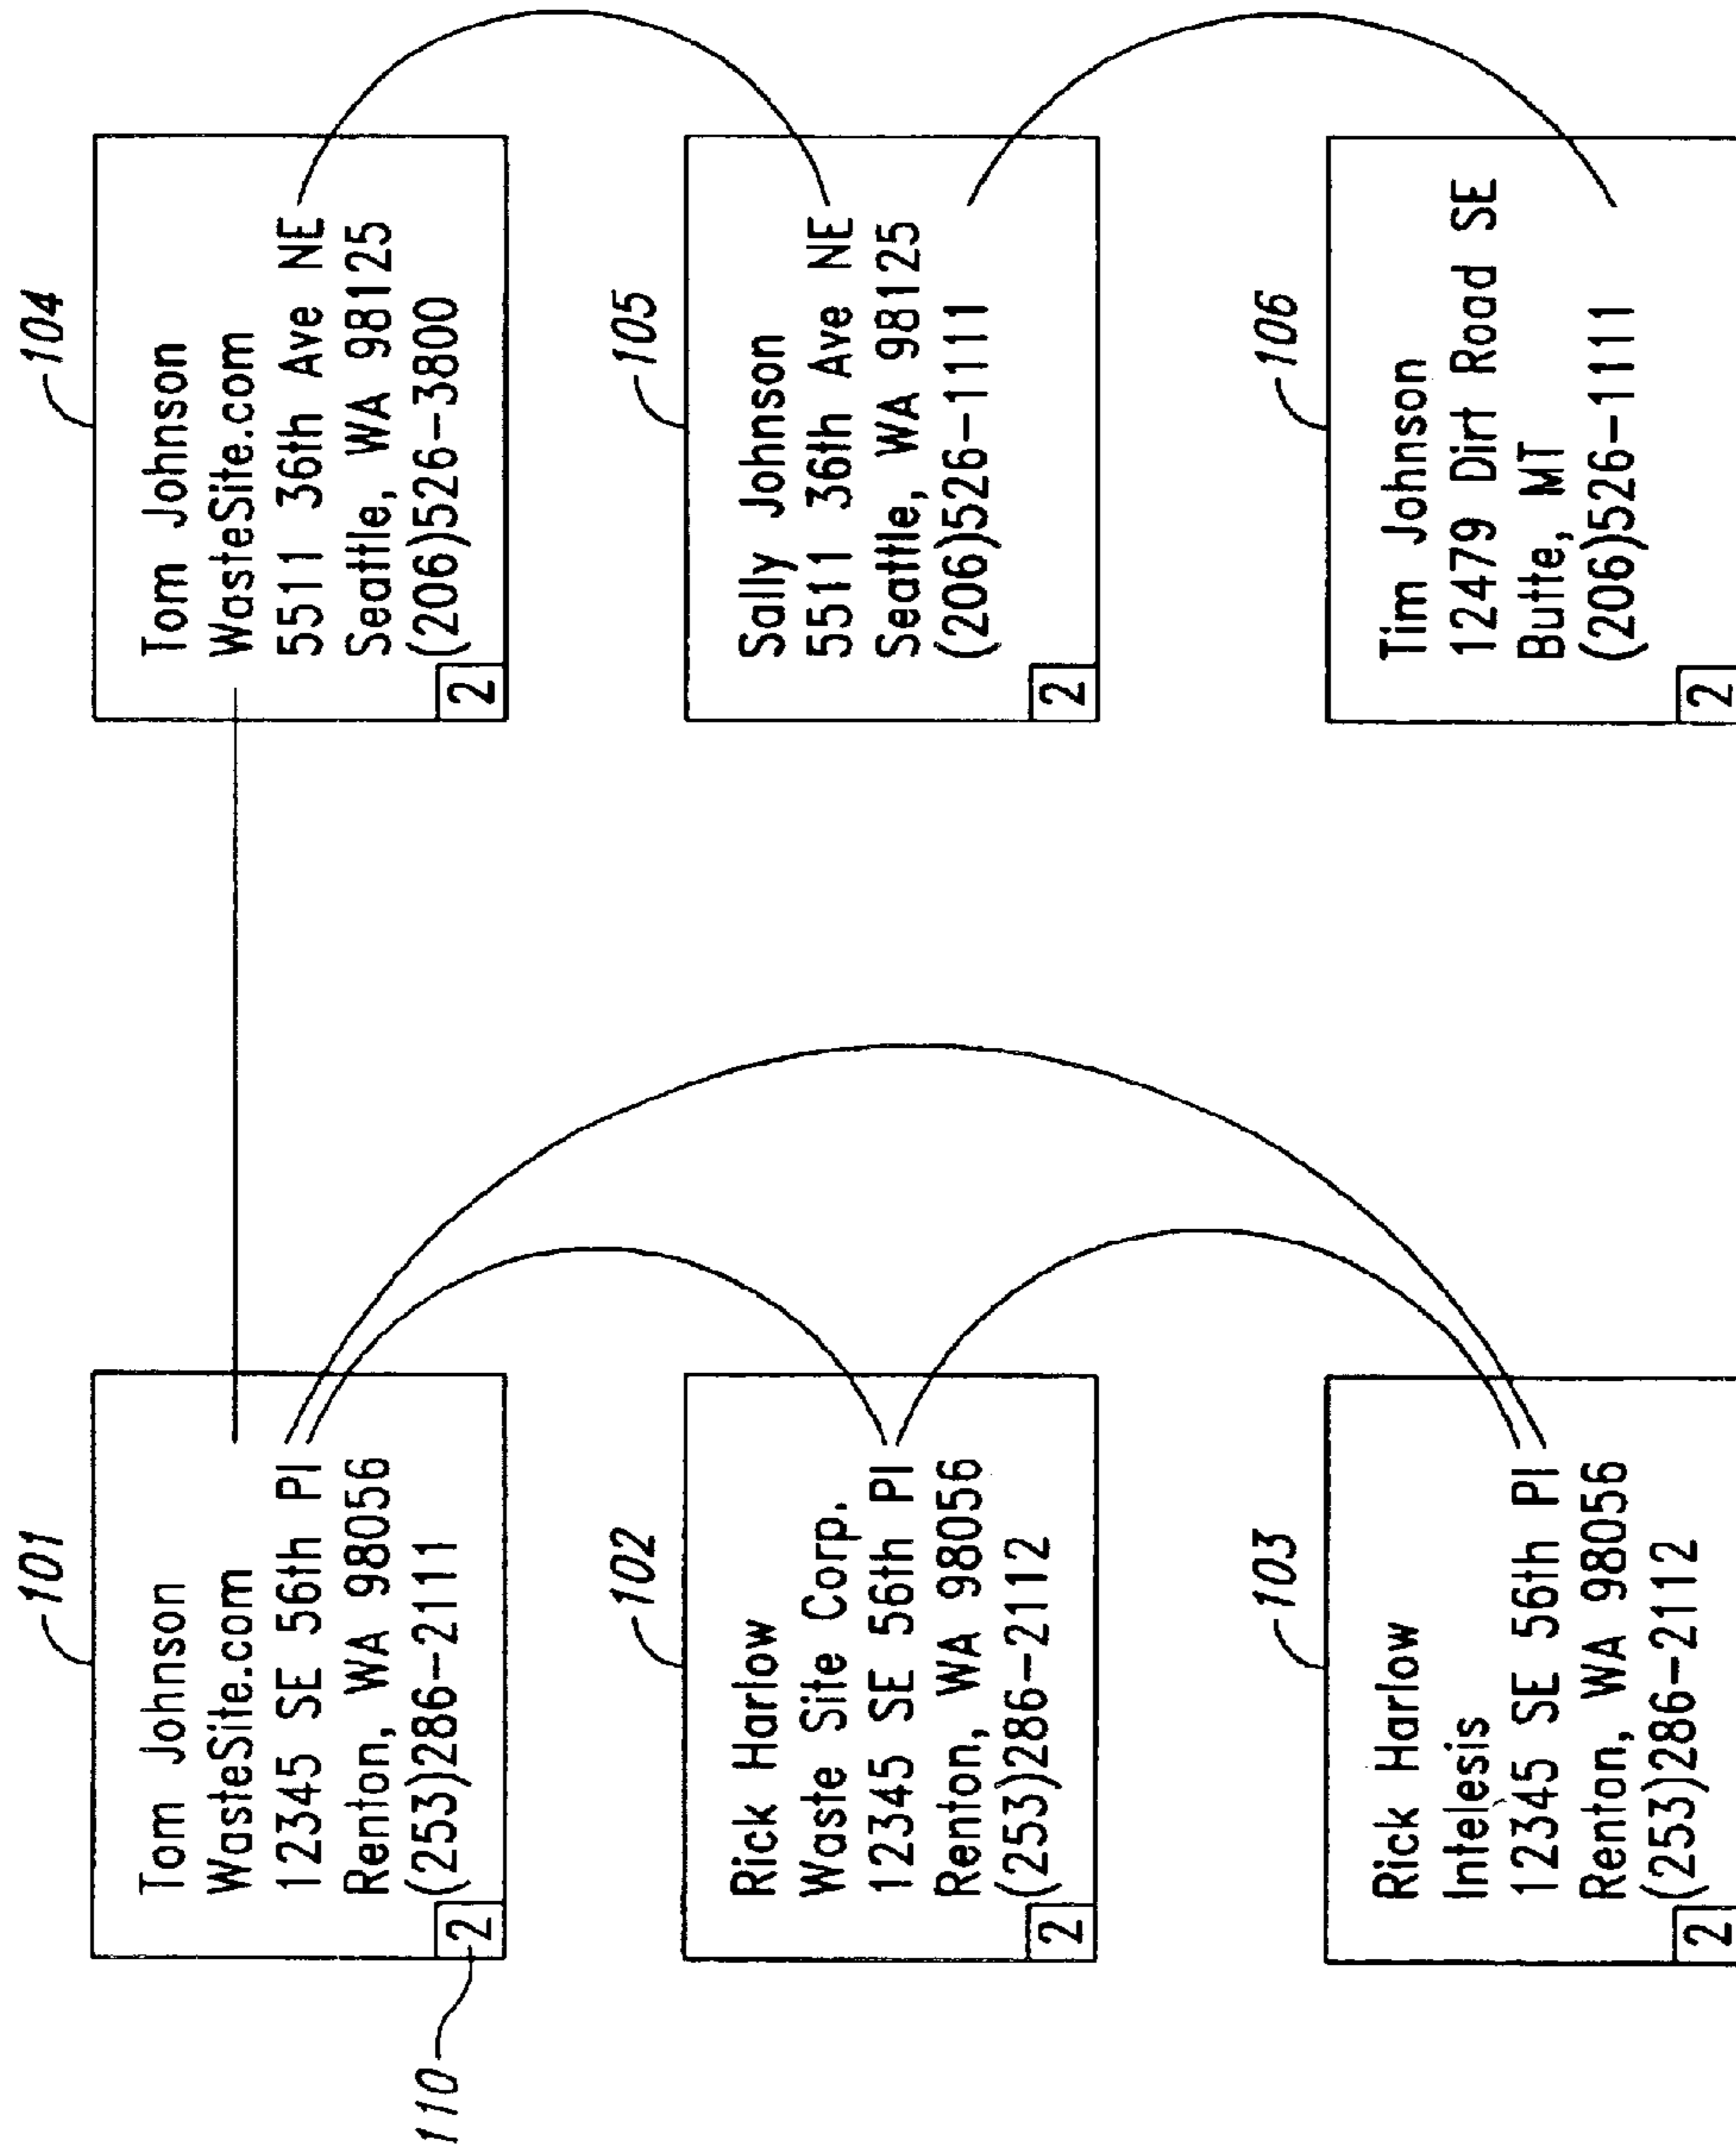 101
Tom Johnson
WasteSite.com
12345 SE 56th Pl
Renton, WA 98056
(253)286-2111
2
110
102
Rick Harlow
Waste Site Corp.
12345 SE 56th Pl
Renton, WA 98056
(253)286-2112
2
103
Rick Harlow
Intelesis
12345 SE 56th Pl
Renton, WA 98056
(253)286-2112
2
104
Tom Johnson
WasteSite.com
5511 36th Ave NE
Seattle, WA 98125
(206)526-3800
2
105
Sally Johnson
5511 36th Ave NE
Seattle, WA 98125
(206)526-1111
2
106
Tim Johnson
12479 Dirt Road SE
Butte, MT
(206)526-1111
2